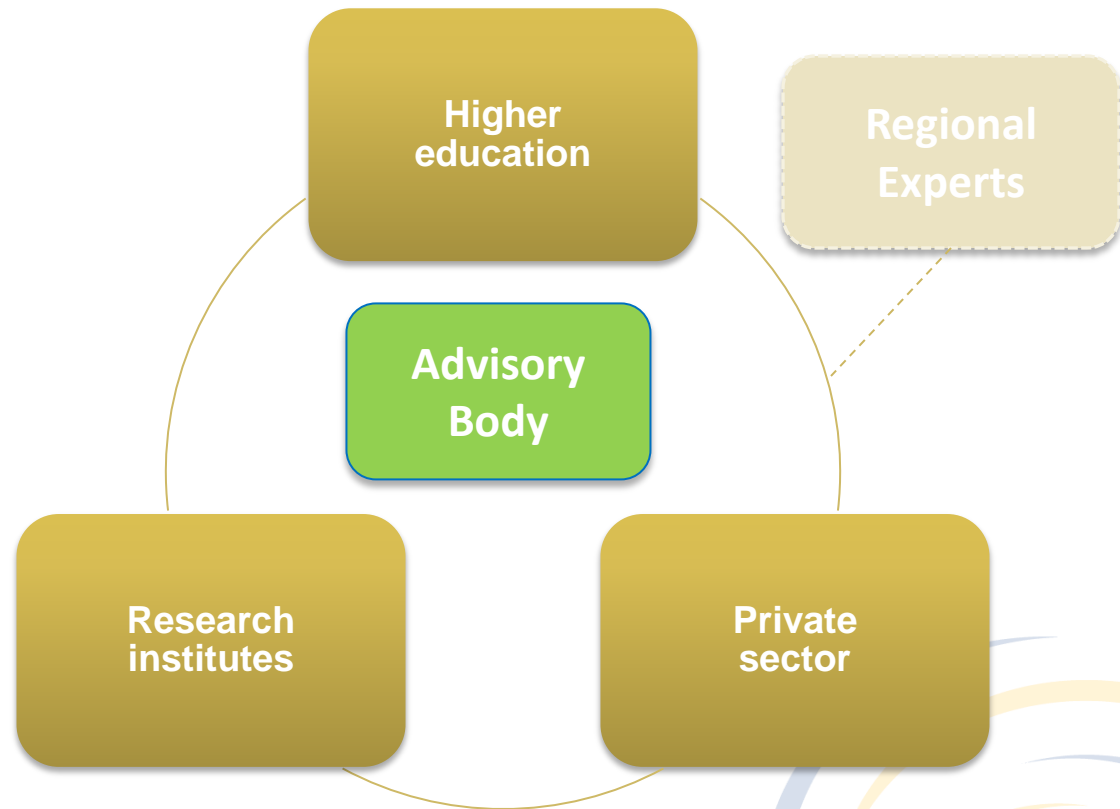 Higher
education
Regional
Experts
Advisory
Body
Research
institutes
Private
sector